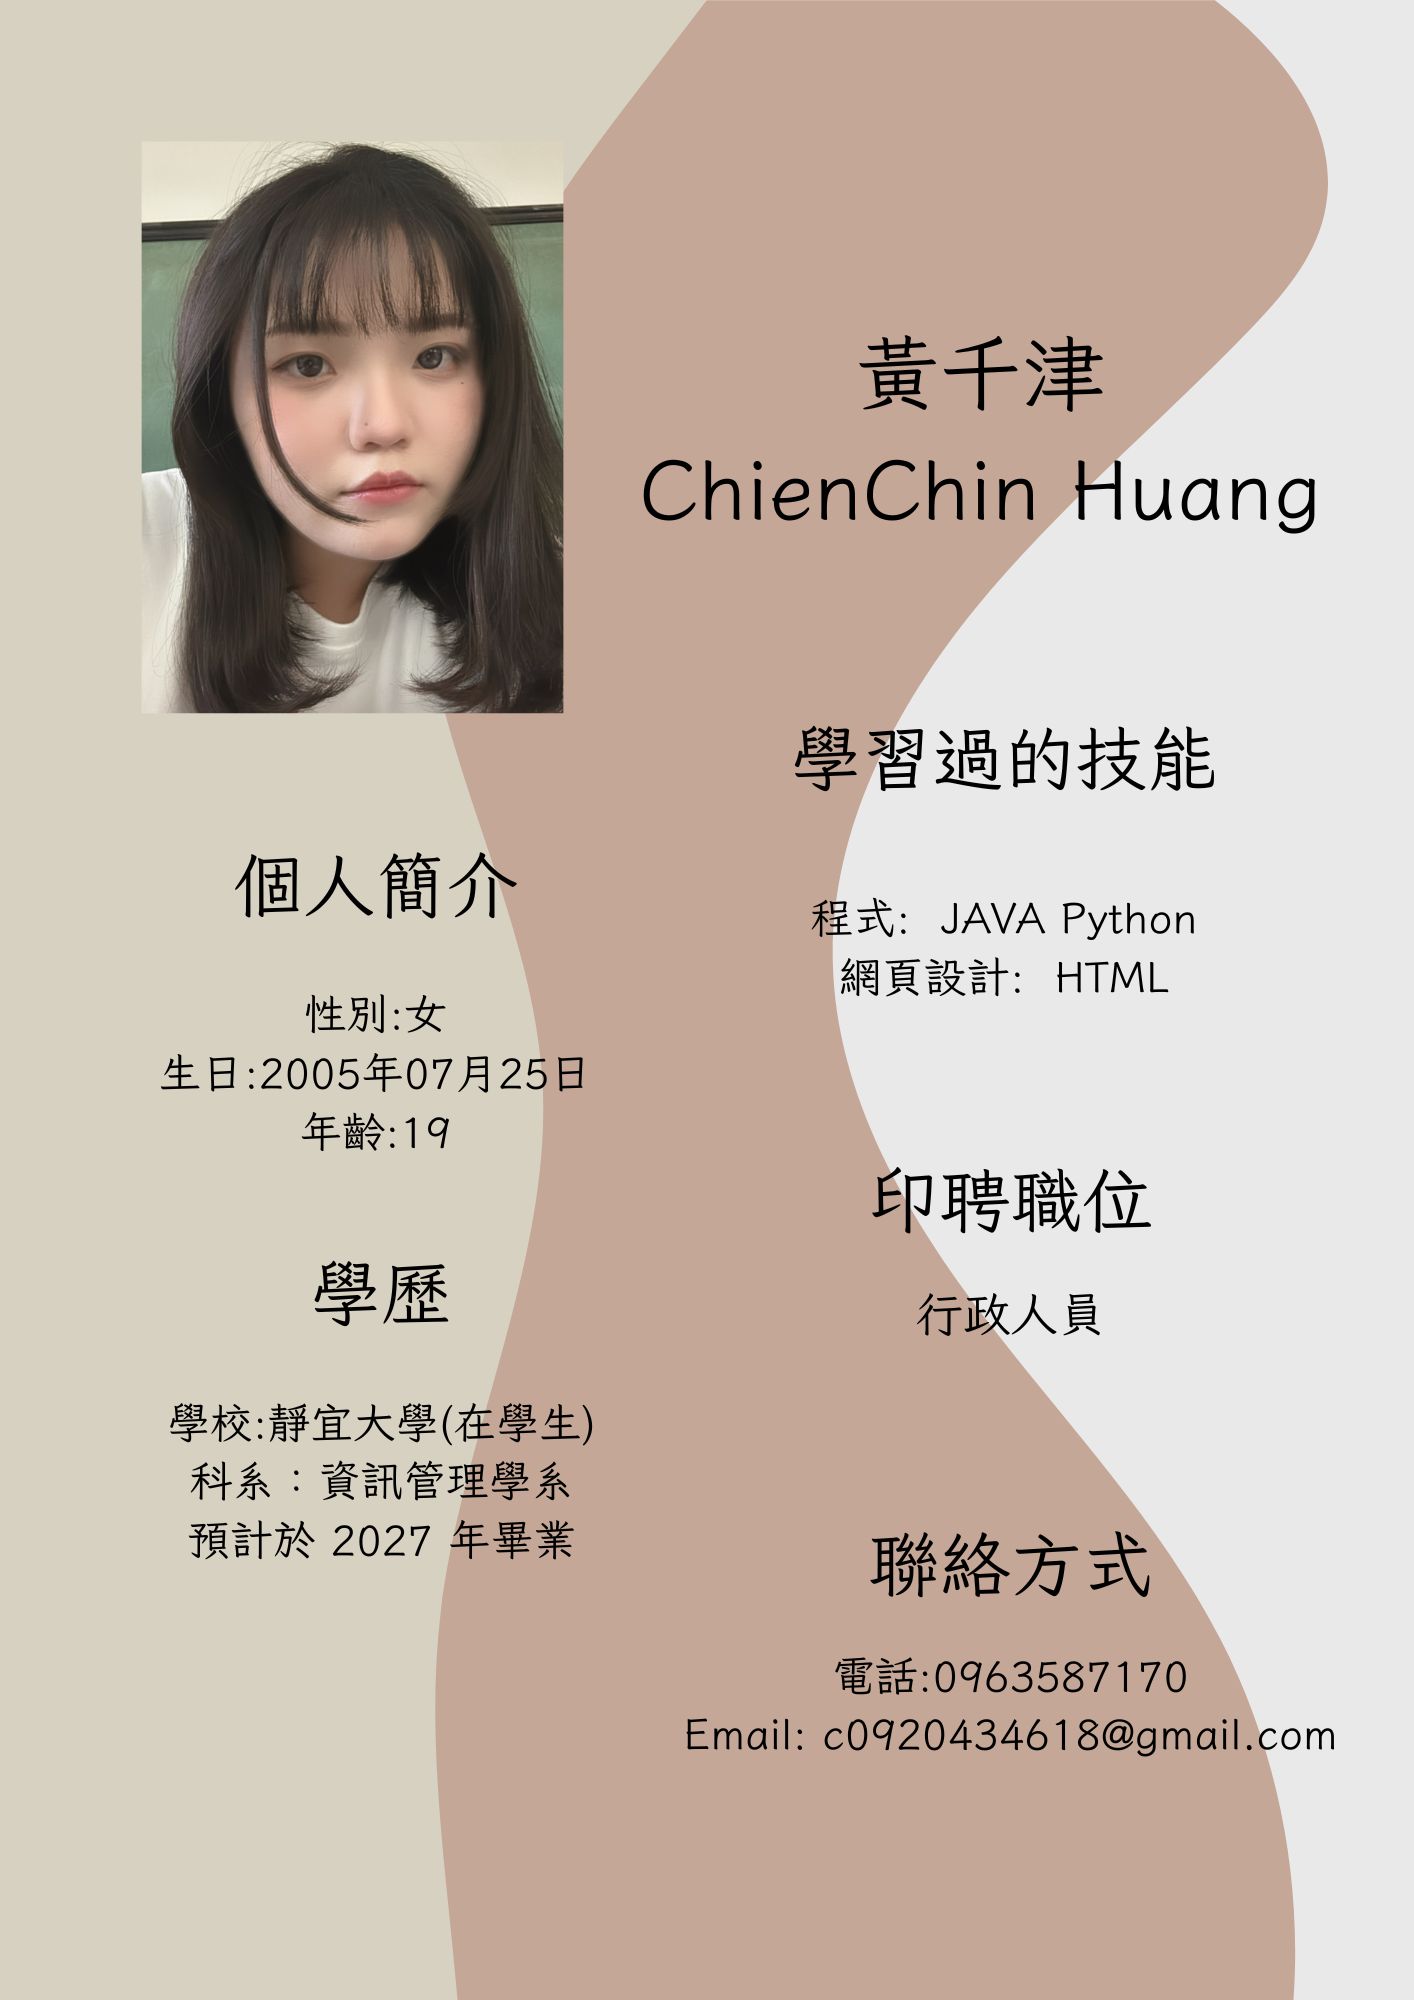 黃千津
ChienChin Huang
個人簡介
性別:女
生日:2005年07月25日
年齡:19
學歷
學校:靜宜大學(在學生)
科系：資訊管理學系
預計於 2027 年畢業
學習過的技能
程式: JAVA Python
網頁設計: HTML
印聘職位
行政人員
聯絡方式
電話:0963587170
Email: c0920434618@gmail.com